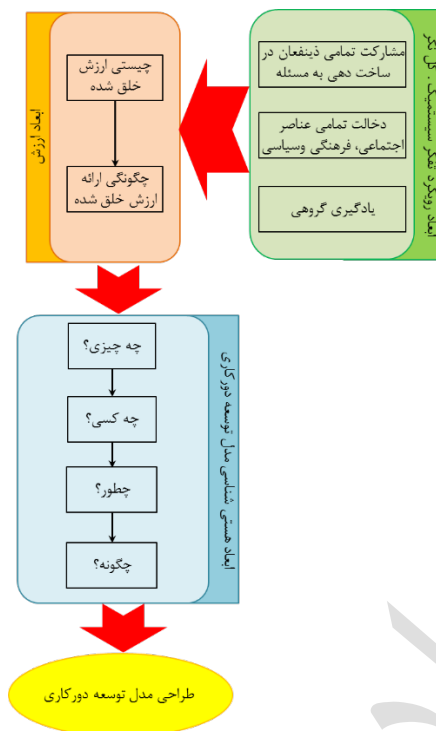 ابعاد رویکرد تفکر سیستمیک . کل نگر
مشارکت تمامی ذینفعان در
ساخت دهی به مسئله
دخالت تمامی عناصر
اجتماعی، فرهنگی وسیاسی
یادگیری گروهی
چیستی ارزش
خلق شده
چگونگی ارائه
ارزش خلق شده
ابعاد ارزش
ابعاد هستی شناسی مدل توسعه دورکاری
چه چیزی؟
چه کسی؟
چطور؟
چگونه؟
طراحی مدل توسعه دورکاری